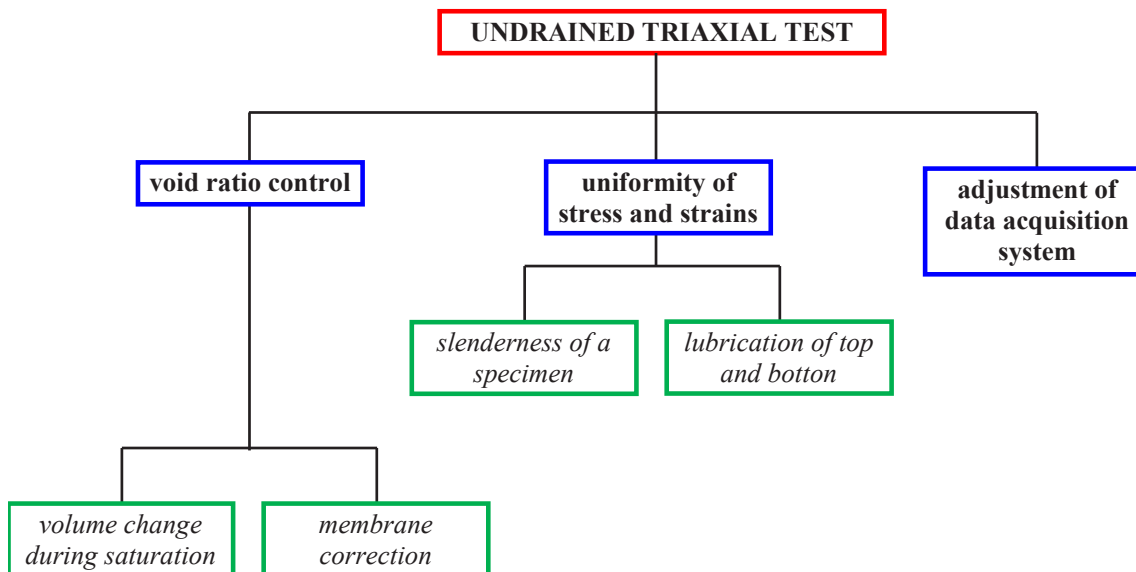 UNDRAINED TRIAXIAL TEST
void ratio control
uniformity of
stress and strains
adjustment of
data acquisition
system
slenderness of a
specimen
lubrication of top
and botton
volume change
during saturation
membrane
correction